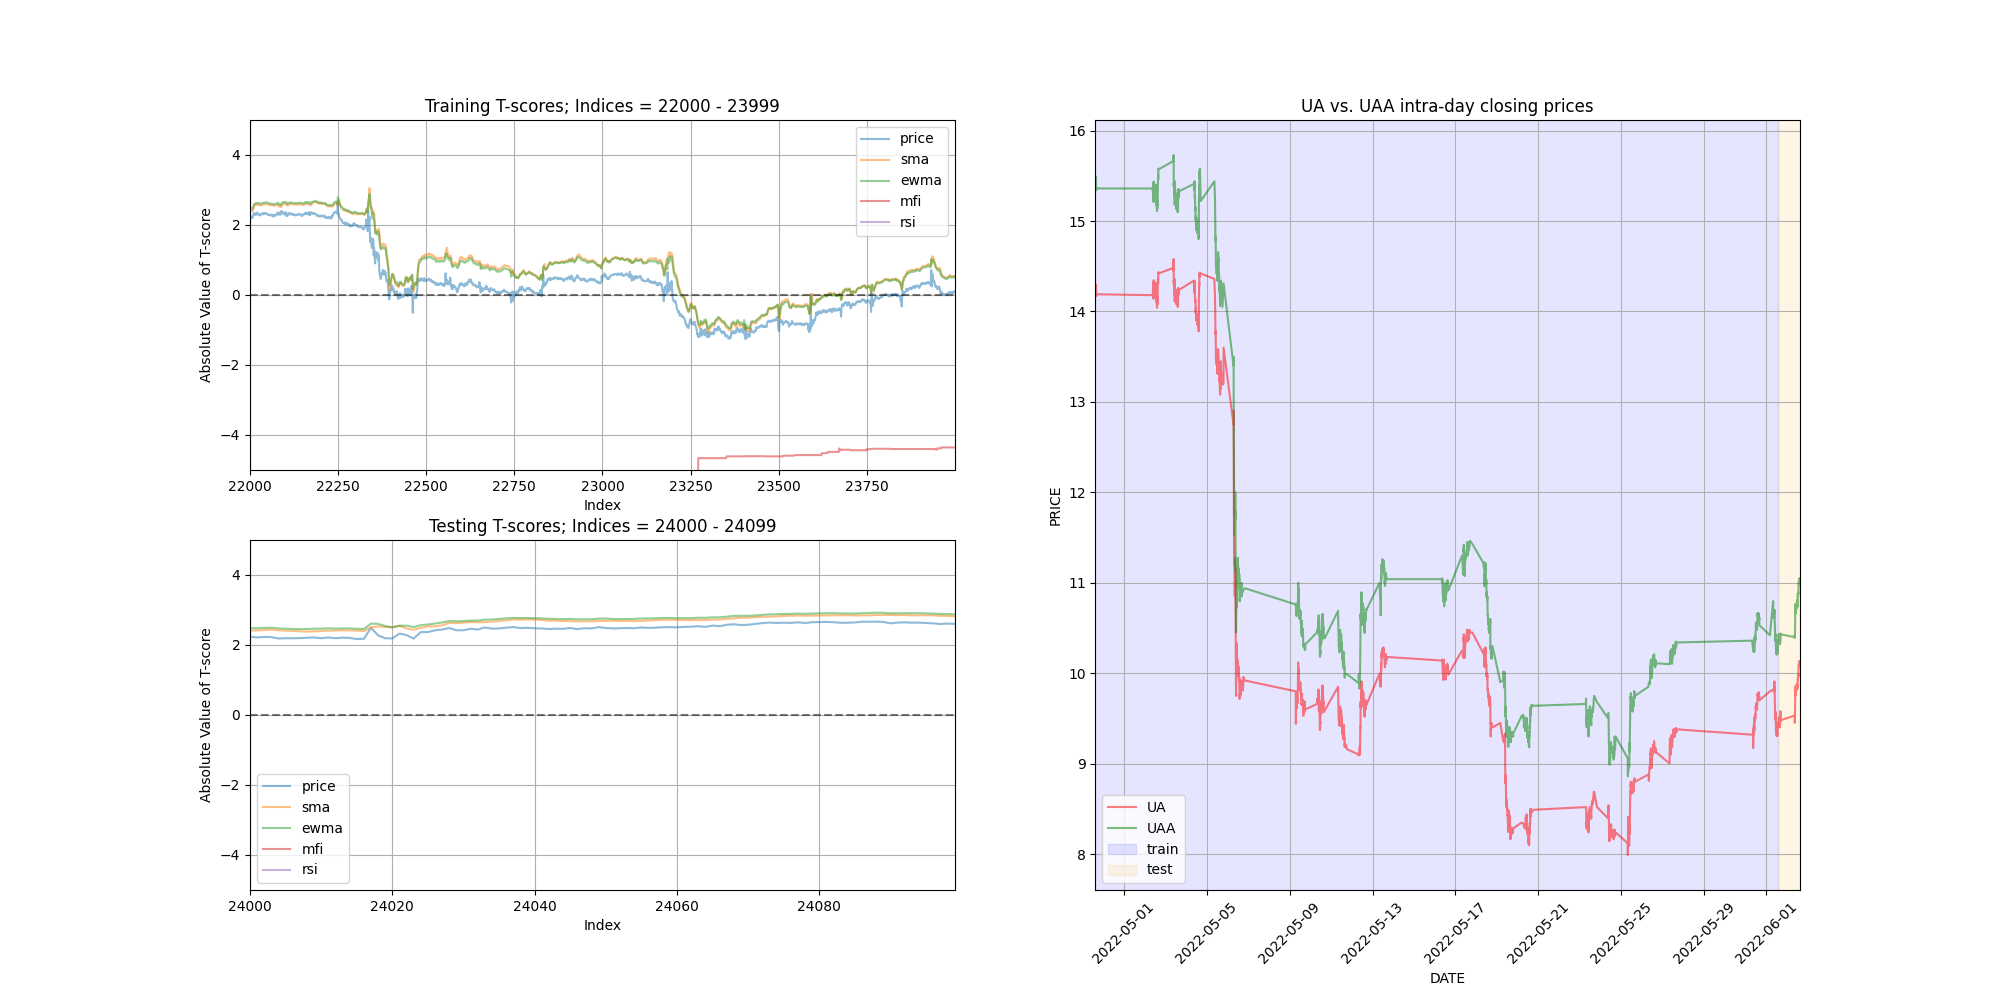 Training T-scores; Indices = 22000 - 23999
Absolute Value of T-score
4
2
0
−2
−4
22000 22250 22500 22750 23000 23250 23500 23750
Index
price
sma
ewma
mfi
rsi
Testing T-scores; Indices = 24000 - 24099
Absolute Value of T-score
4
2
0
−2
−4
24000 24020 24040 24060 24080
Index
price
sma
ewma
mfi
rsi
UA vs. UAA intra-day closing prices
PRICE
16
15
14
13
12
11
10
9
8
UA
UAA
train
test
2022-05-01 2022-05-05 2022-05-09 2022-05-13 2022-05-17 2022-05-21 2022-05-25 2022-05-29 2022-06-01
DATE